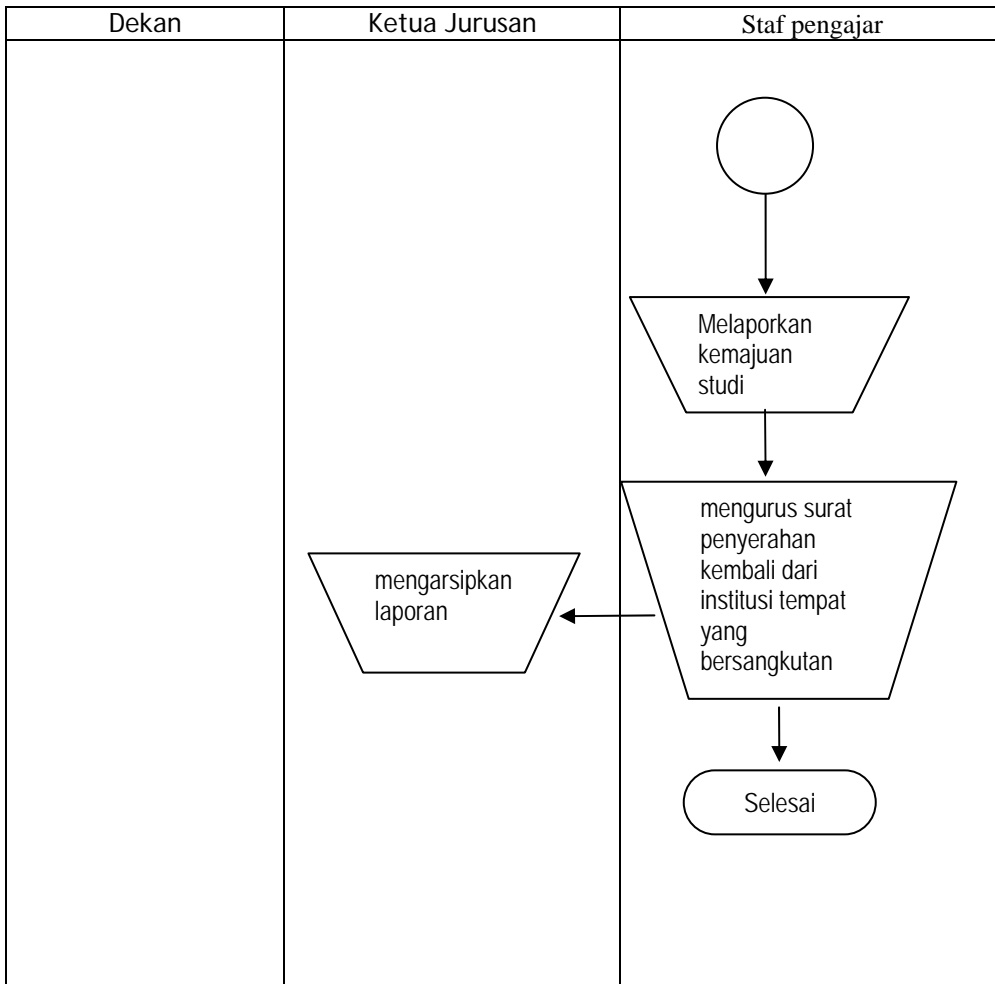 Dekan
Ketua Jurusan
Staf pengajar
Melaporkan
kemajuan
studi
mengurus surat
penyerahan
kembali dari
institusi tempat
yang
bersangkutan
mengarsipkan
laporan
Selesai